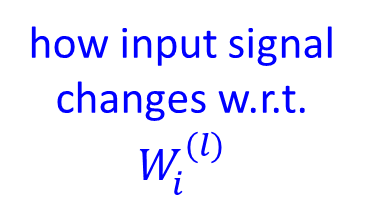 how input signal
changes w.r.t.
$W_i^{(l)}$